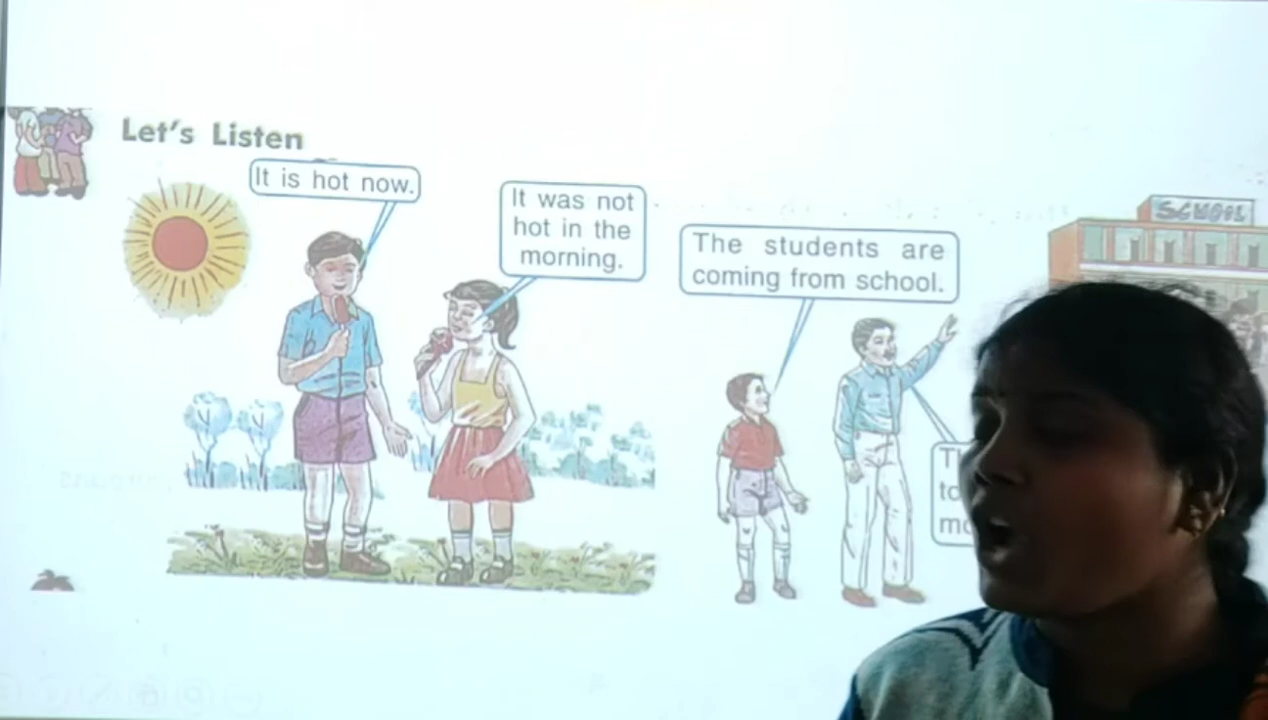 Let's Listen
It is hot now.
It was not
hot in the
morning.
The students are
coming from school.
SCHOOL